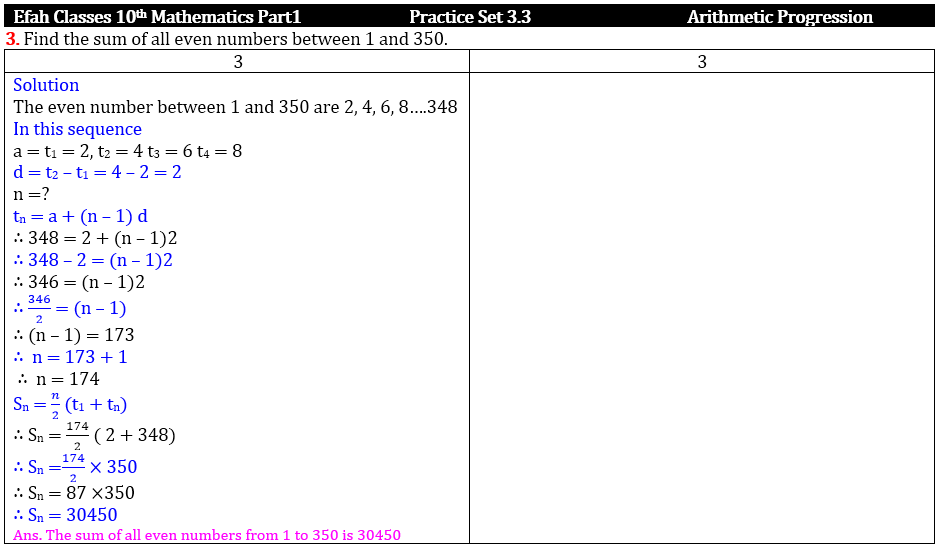 Efah Classes 10th Mathematics Part1 Practice Set 3.3 Arithmetic Progression
3. Find the sum of all even numbers between 1 and 350.
3 3
Solution
The even number between 1 and 350 are 2, 4, 6, 8....348
In this sequence
a = t₁ = 2, t₂ = 4 t₃ = 6 t₄ = 8
d = t₂ – t₁ = 4 – 2 = 2
n =?
tₙ = a + (n – 1) d
∴ 348 = 2 + (n – 1)2
∴ 348 – 2 = (n – 1)2
∴ 346 = (n – 1)2
∴ 346/2 = (n – 1)
∴ (n – 1) = 173
∴ n = 173 + 1
∴ n = 174
Sₙ = n/2 (t₁ + tₙ)
∴ Sₙ = 174/2 ( 2 + 348)
∴ Sₙ = 174/2 × 350
∴ Sₙ = 87 ×350
∴ Sₙ = 30450
Ans. The sum of all even numbers from 1 to 350 is 30450